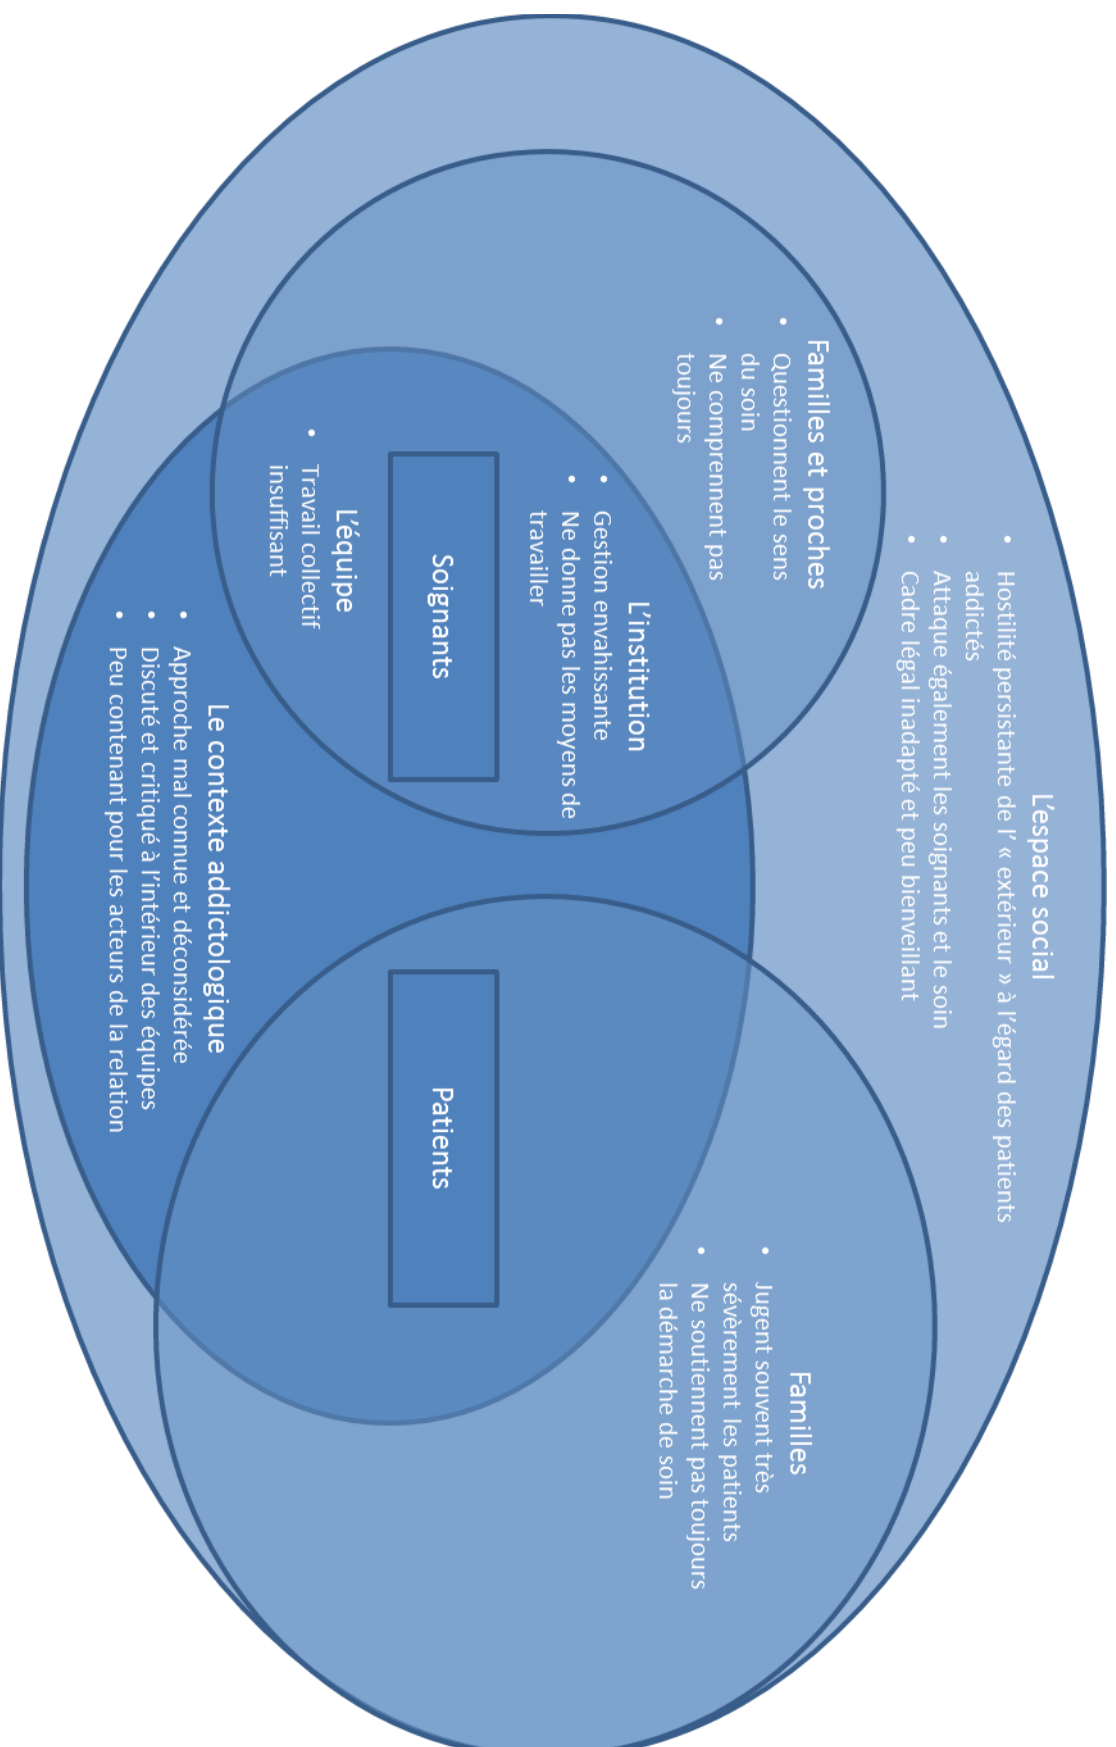 L'espace social
• Hostilité persistante de l' « extérieur » à l'égard des patients
addictés
• Attaque également les soignants et le soin
• Cadre légal inadapté et peu bienveillant
Familles et proches
• Questionnent le sens
du soin
• Ne comprennent pas
toujours
Familles
• Jugent souvent très
sévèrement les patients
• Ne soutiennent pas toujours
la démarche de soin
L'institution
• Gestion envahissante
• Ne donne pas les moyens de
travailler
Soignants
Patients
L'équipe
• Travail collectif
insuffisant
Le contexte addictologique
• Approche mal connue et déconsidérée
• Discuté et critiqué à l'intérieur des équipes
• Peu contenant pour les acteurs de la relation